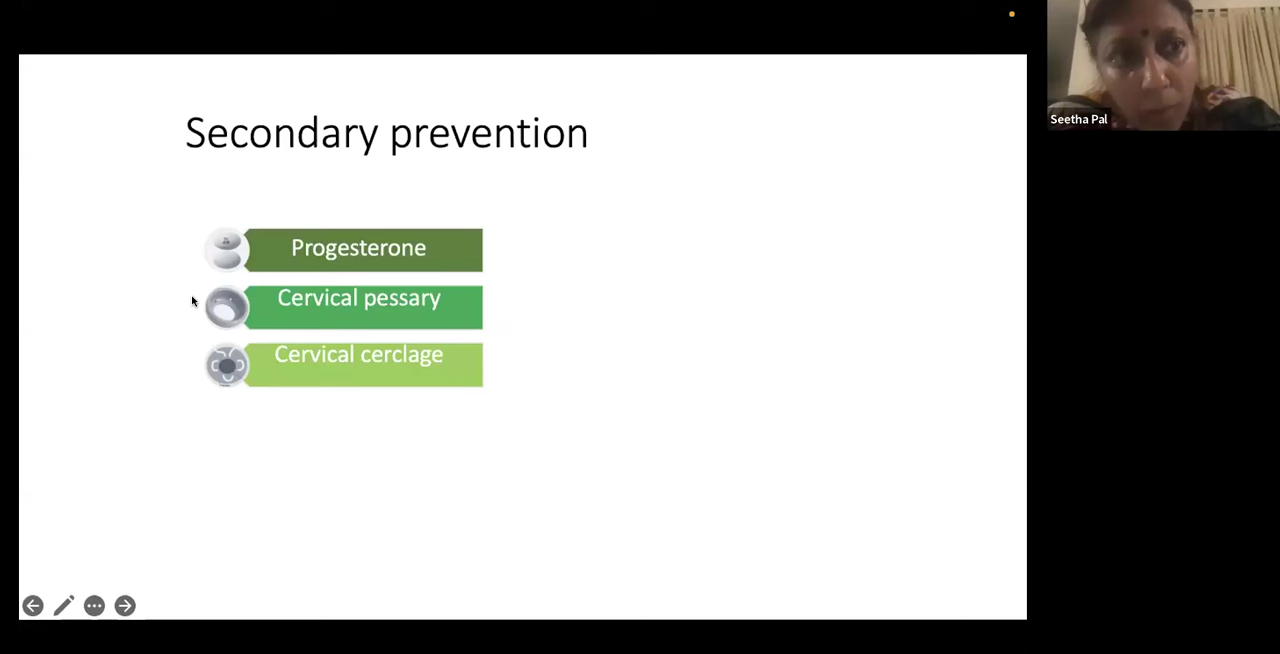 Secondary prevention
Progesterone
Cervical pessary
Cervical cerclage
Seetha Pal